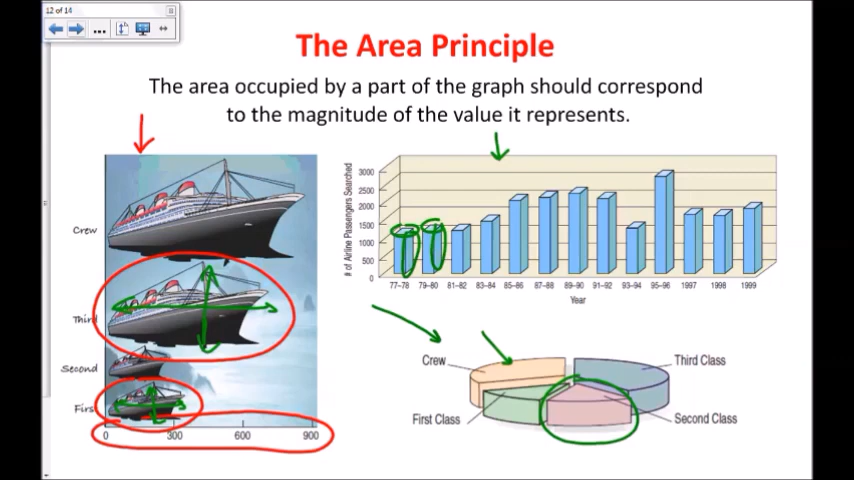 12 of 14
The Area Principle
The area occupied by a part of the graph should correspond
to the magnitude of the value it represents.
Crew
Third
Second
First
0 300 600 900
# of Airline Passengers Searched
3000
2500
2000
1500
1000
500
0
77–78 79–80 81–82 83–84 85–86 87–88 89–90 91–92 93–94 95–96 1997 1998 1999
Year
Crew
Third Class
First Class
Second Class